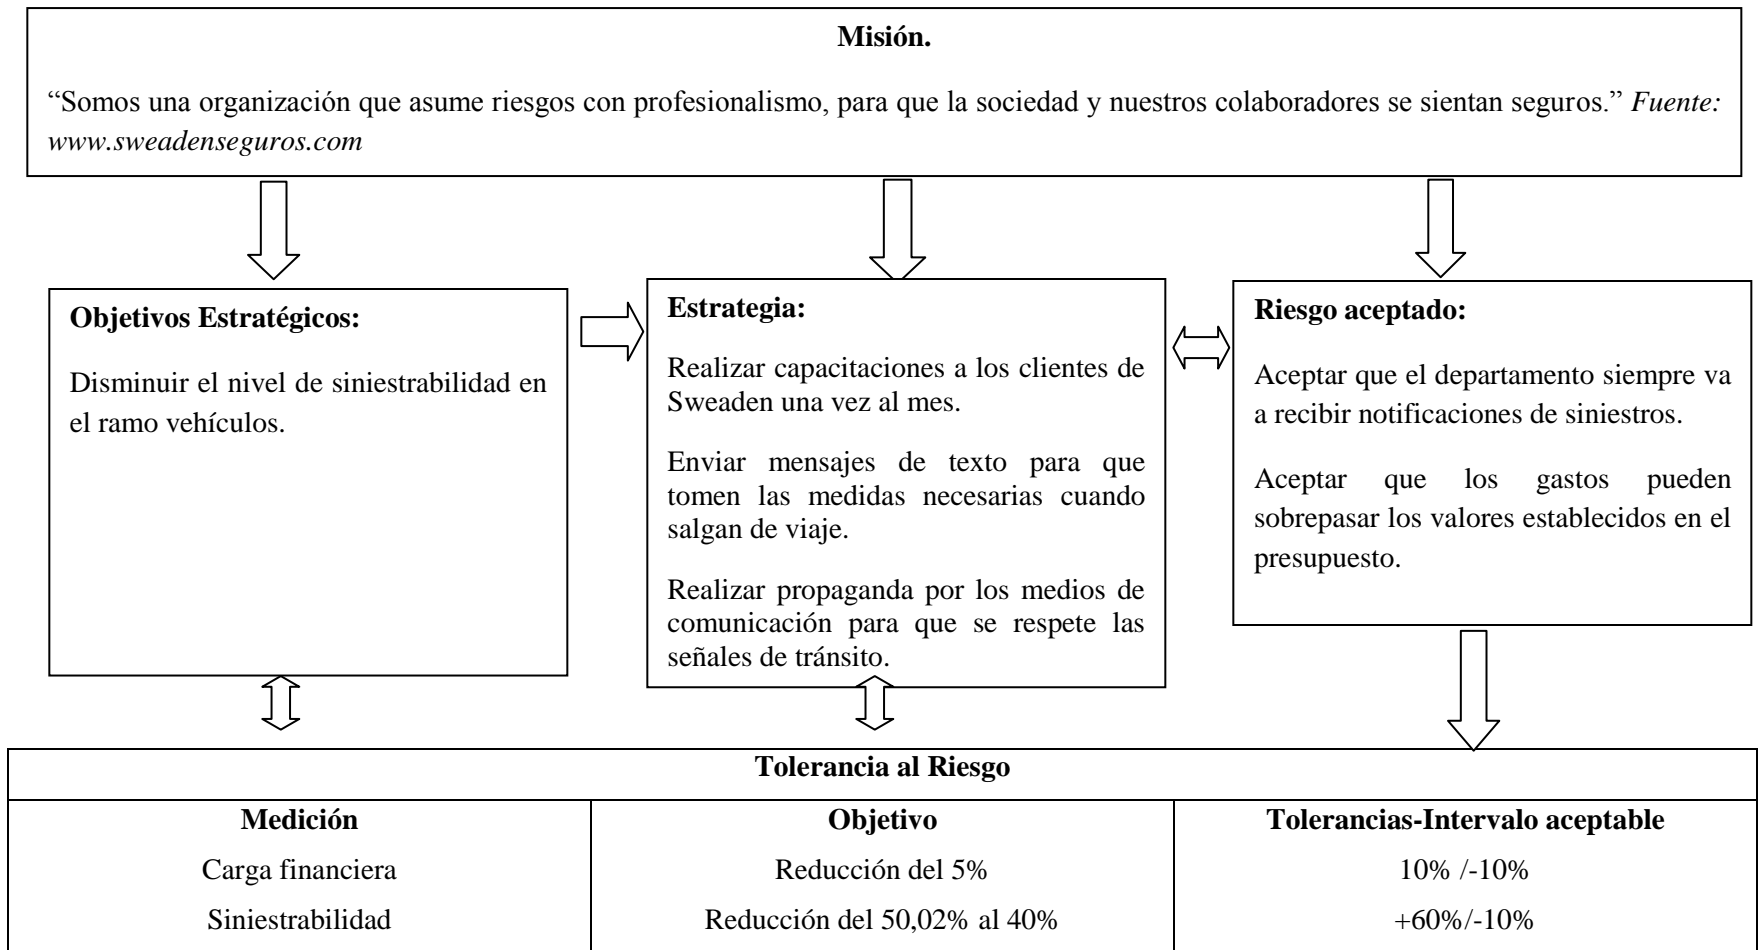 Misión.
“Somos una organización que asume riesgos con profesionalismo, para que la sociedad y nuestros colaboradores se sientan seguros.” Fuente:
www.sweadenseguros.com
Objetivos Estratégicos:
Disminuir el nivel de siniestrabilidad en
el ramo vehículos.
Estrategia:
Realizar capacitaciones a los clientes de
Sweaden una vez al mes.
Enviar mensajes de texto para que
tomen las medidas necesarias cuando
salgan de viaje.
Realizar propaganda por los medios de
comunicación para que se respete las
señales de tránsito.
Riesgo aceptado:
Aceptar que el departamento siempre va
a recibir notificaciones de siniestros.
Aceptar que los gastos pueden
sobrepasar los valores establecidos en el
presupuesto.
Tolerancia al Riesgo
Medición Objetivo Tolerancias-Intervalo aceptable
Carga financiera Reducción del 5% 10% /-10%
Siniestrabilidad Reducción del 50,02% al 40% +60%/-10%